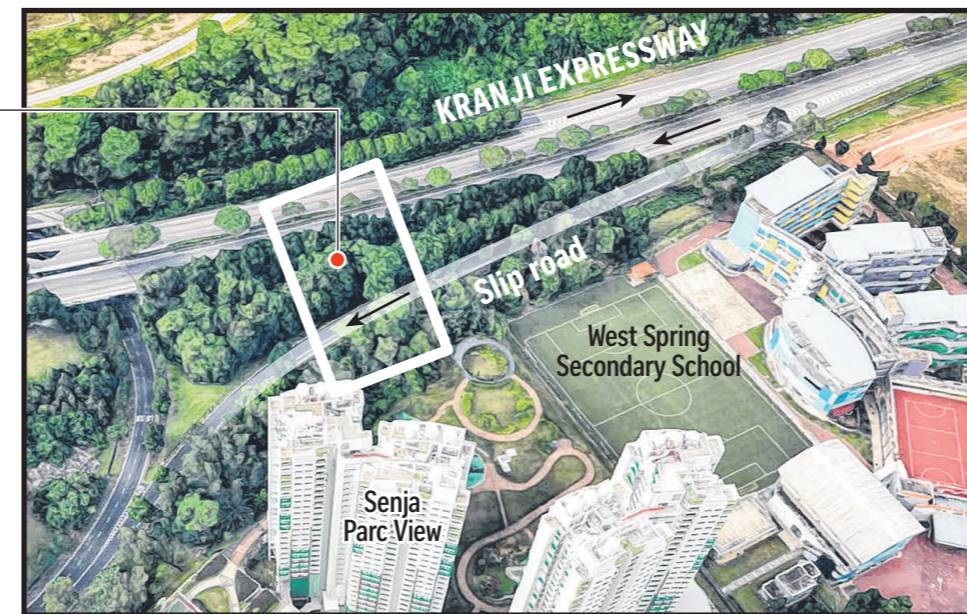 KRANJI EXPRESSWAY
Slip road
West Spring
Secondary School
Senja
Parc View